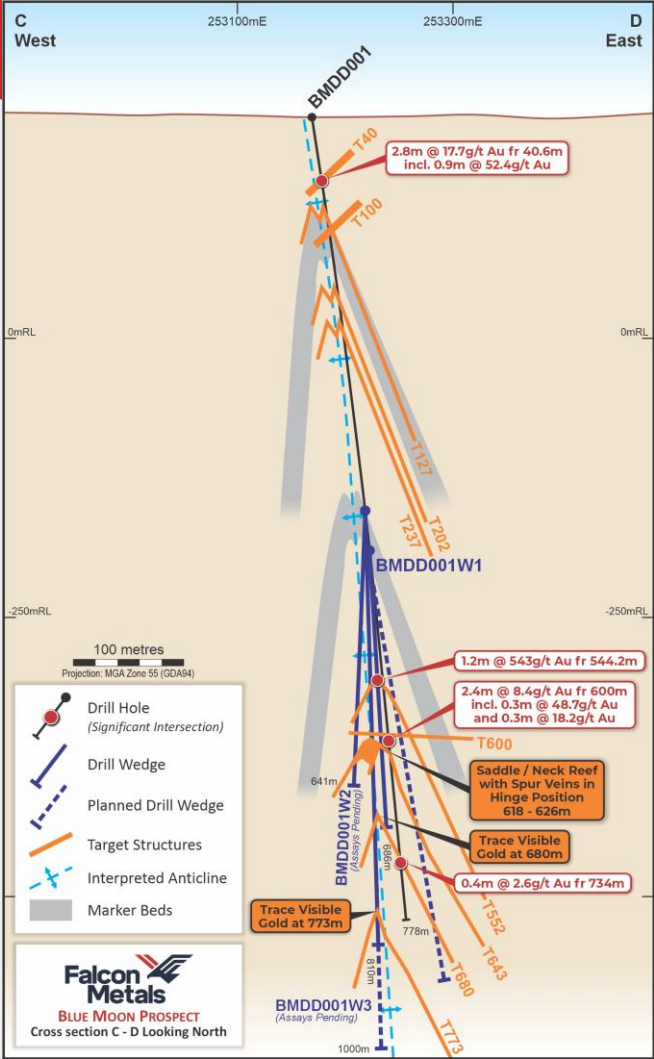 C
West
253100mE
253300mE
D
East
BMDD001
T40
2.8m @ 17.7g/t Au fr 40.6m
incl. 0.9m @ 52.4g/t Au
T100
0mRL
0mRL
T127
T202
T237
BMDD001W1
-250mRL
-250mRL
100 metres
Projection: MGA Zone 55 (GDA94)
1.2m @ 543g/t Au fr 544.2m
2.4m @ 8.4g/t Au fr 600m
incl. 0.3m @ 48.7g/t Au
and 0.3m @ 18.2g/t Au
T600
Drill Hole
(Significant Intersection)
Drill Wedge
Planned Drill Wedge
Target Structures
Interpreted Anticline
Marker Beds
641m
BMDD001W2
(Assays Pending)
Saddle / Neck Reef
with Spur Veins in
Hinge Position
618 - 626m
Trace Visible
Gold at 680m
686m
0.4m @ 2.6g/t Au fr 734m
T552
Trace Visible
Gold at 773m
778m
T643
T680
810m
BMDD001W3
(Assays Pending)
T773
1000m
Falcon
Metals
BLUE MOON PROSPECT
Cross section C - D Looking North